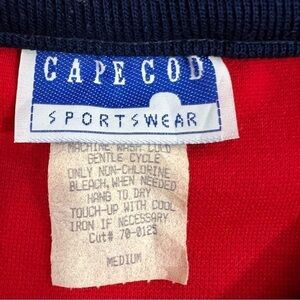 CAPE COD
SPORTSWEAR
MACHINE WASH COLD
GENTLE CYCLE
ONLY NON-CHLORINE
BLEACH, WHEN NEEDED
HANG TO DRY
TOUCH-UP WITH COOL
IRON IF NECESSARY
Cut# 70-0125
MEDIUM